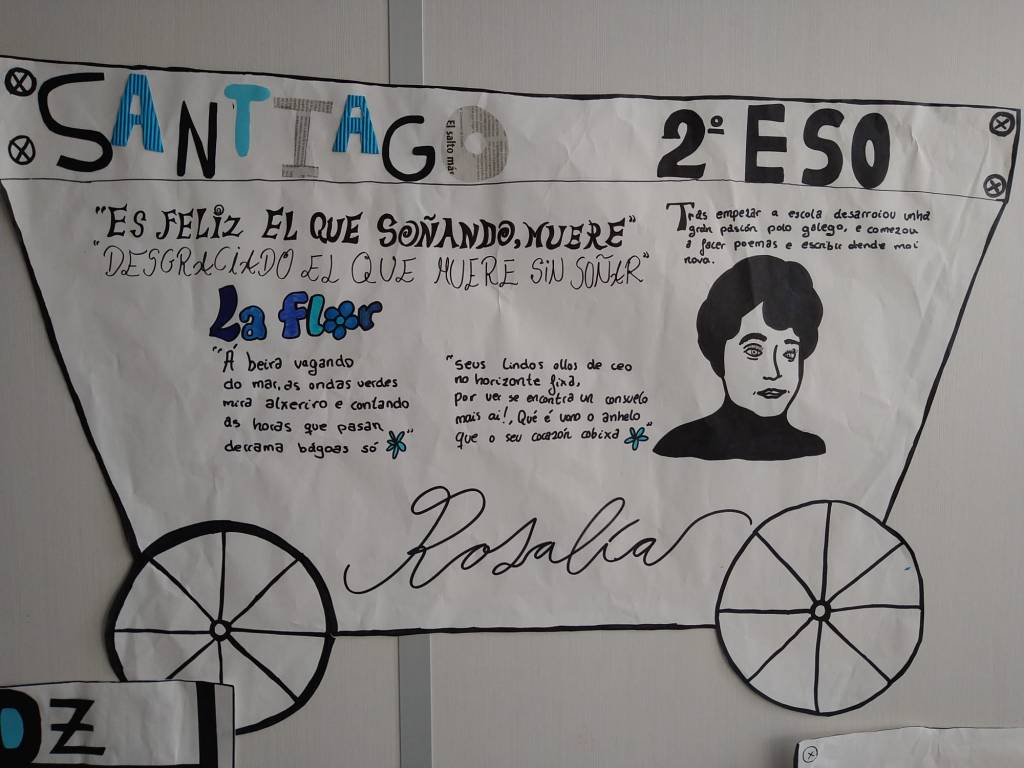 SANTIAGO 2º ESO
El salto mar
"ES FELIZ EL QUE SOÑANDO, MUERE"
"DESGRACIADO EL QUE MUERE SIN SOÑAR"
Tras empezar a escola desarroiou unha
gran pasión polo galego, e comezou
a facer poemas e escribir dende moi
nova.
La flor
"Á beira vagando
do mar, as ondas verdes
mira alxeriro e contando
ás horas que pasan
derrama bágoas só"
"Seus lindos ollos de ceo
no horizonte fixa,
por ver se encontra un consuelo
mais ai!, Qué é vano o anhelo
que o seu corazón cobixa"
Rosalía
OZ